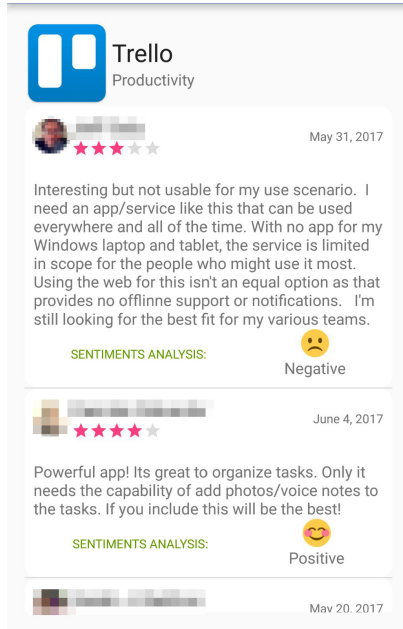 Trello
Productivity
May 31, 2017
Interesting but not usable for my use scenario.  I
need an app/service like this that can be used
everywhere and all of the time. With no app for my
Windows laptop and tablet, the service is limited
in scope for the people who might use it most.
Using the web for this isn't an equal option as that
provides no offlinne support or notifications.   I'm
still looking for the best fit for my various teams.
SENTIMENTS ANALYSIS:
Negative
June 4, 2017
Powerful app! Its great to organize tasks. Only it
needs the capability of add photos/voice notes to
the tasks. If you include this will be the best!
SENTIMENTS ANALYSIS:
Positive
May 20, 2017